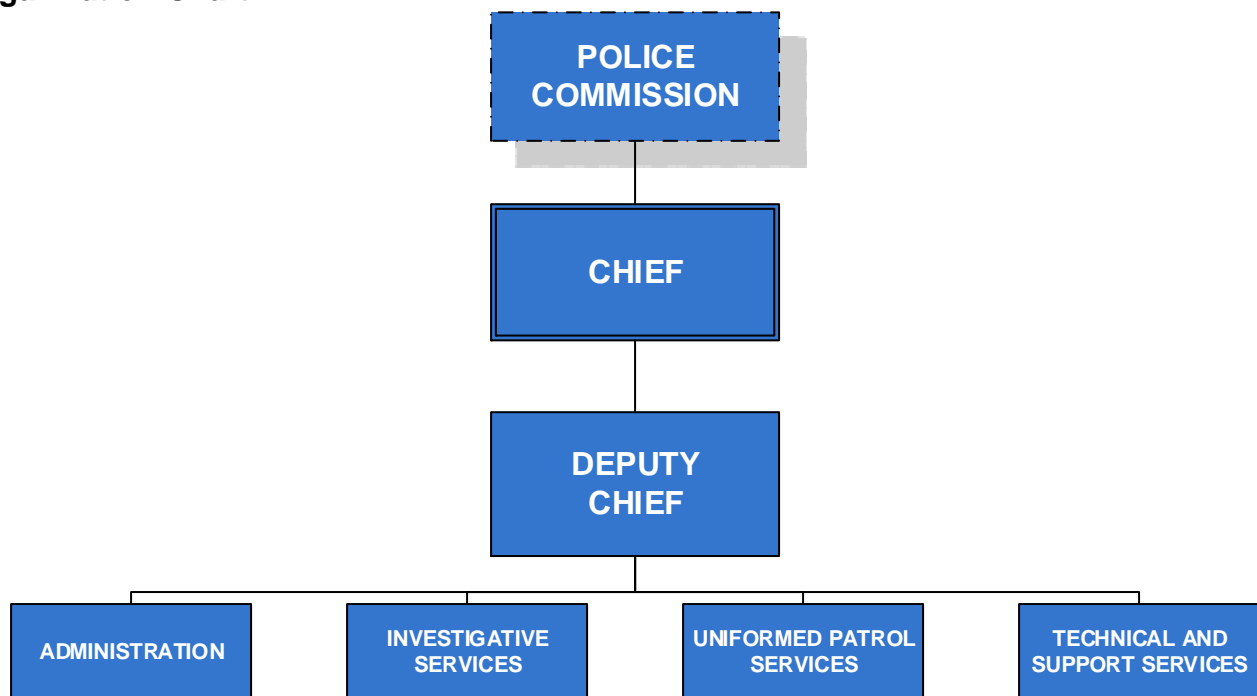 POLICE
COMMISSION
CHIEF
DEPUTY
CHIEF
ADMINISTRATION
INVESTIGATIVE
SERVICES
UNIFORMED PATROL
SERVICES
TECHNICAL AND
SUPPORT SERVICES